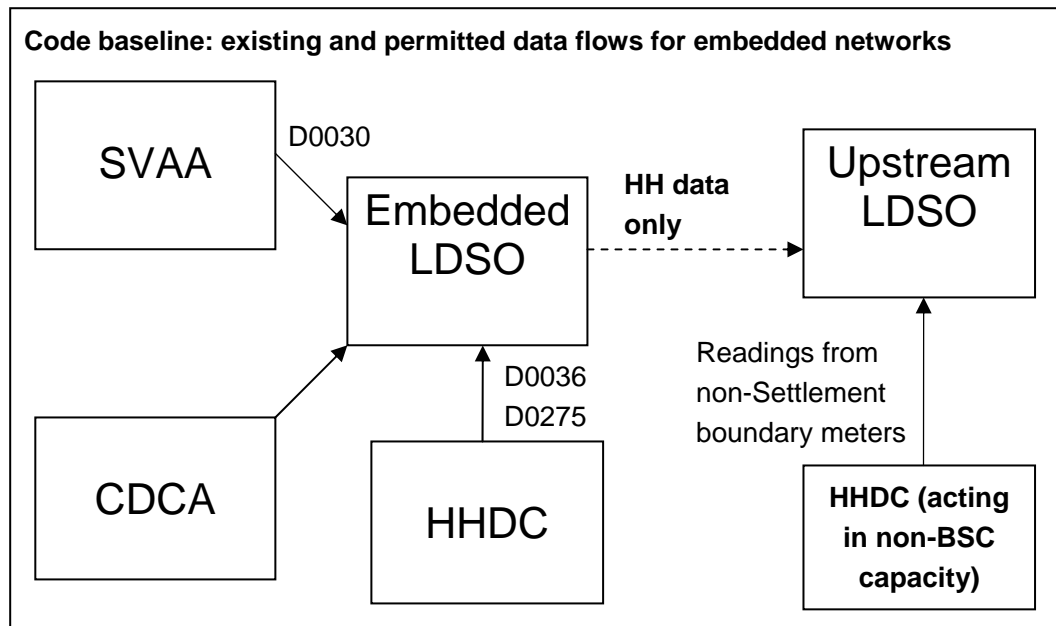 Code baseline: existing and permitted data flows for embedded networks
SVAA
D0030
Embedded
LDSO
HH data
only
Upstream
LDSO
CDCA
D0036
D0275
HHDC
Readings from
non-Settlement
boundary meters
HHDC (acting
in non-BSC
capacity)